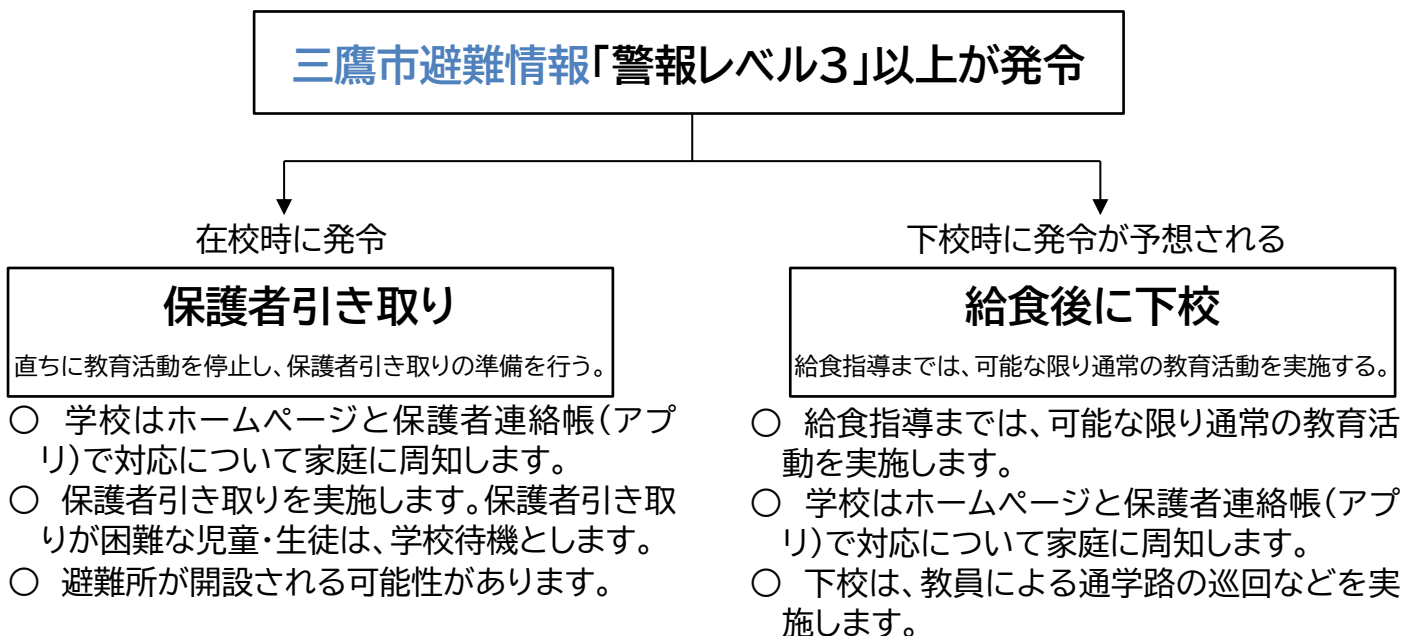 三鷹市避難情報「警報レベル３」以上が発令
在校時に発令
保護者引き取り
直ちに教育活動を停止し、保護者引き取りの準備を行う。
○ 学校はホームページと保護者連絡帳(アプ
リ)で対応について家庭に周知します。
○ 保護者引き取りを実施します。保護者引き取
りが困難な児童・生徒は、学校待機とします。
○ 避難所が開設される可能性があります。
下校時に発令が予想される
給食後に下校
給食指導までは、可能な限り通常の教育活動を実施する。
○ 給食指導までは、可能な限り通常の教育活
動を実施します。
○ 学校はホームページと保護者連絡帳(アプ
リ)で対応について家庭に周知します。
○ 下校は、教員による通学路の巡回などを実
施します。